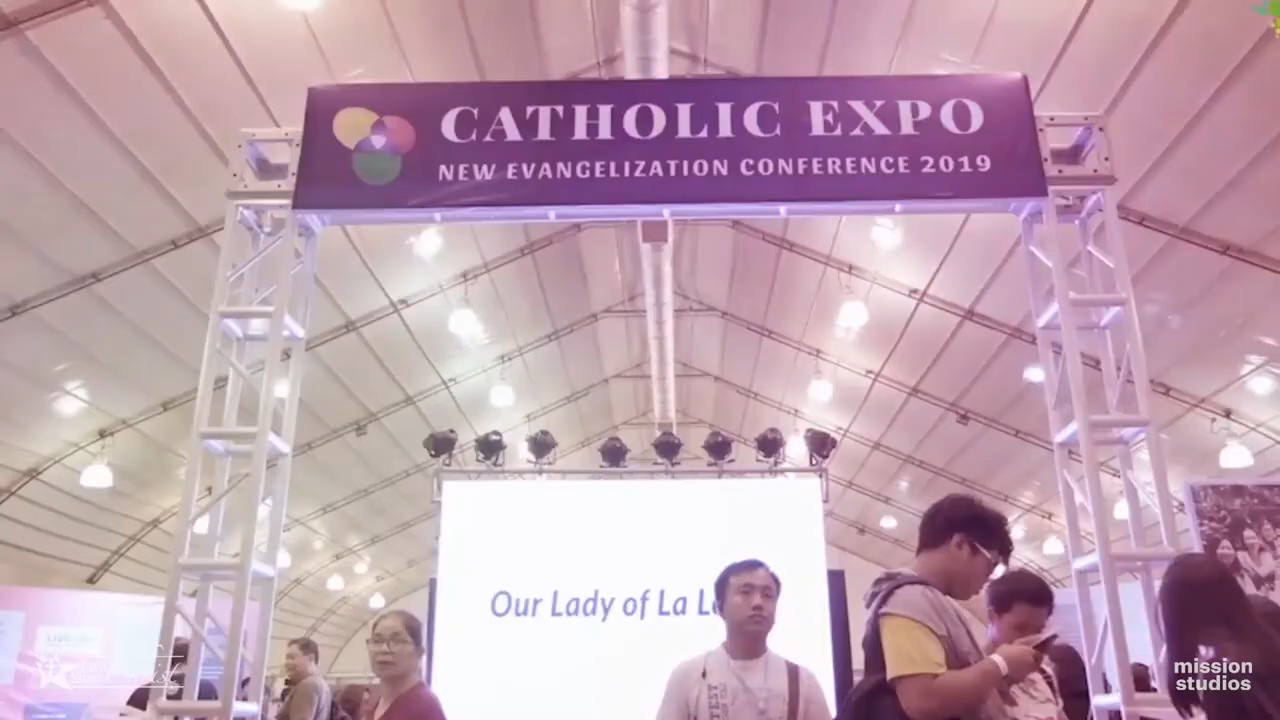 CATHOLIC EXPO
NEW EVANGELIZATION CONFERENCE 2019
Our Lady of La
mission
studios